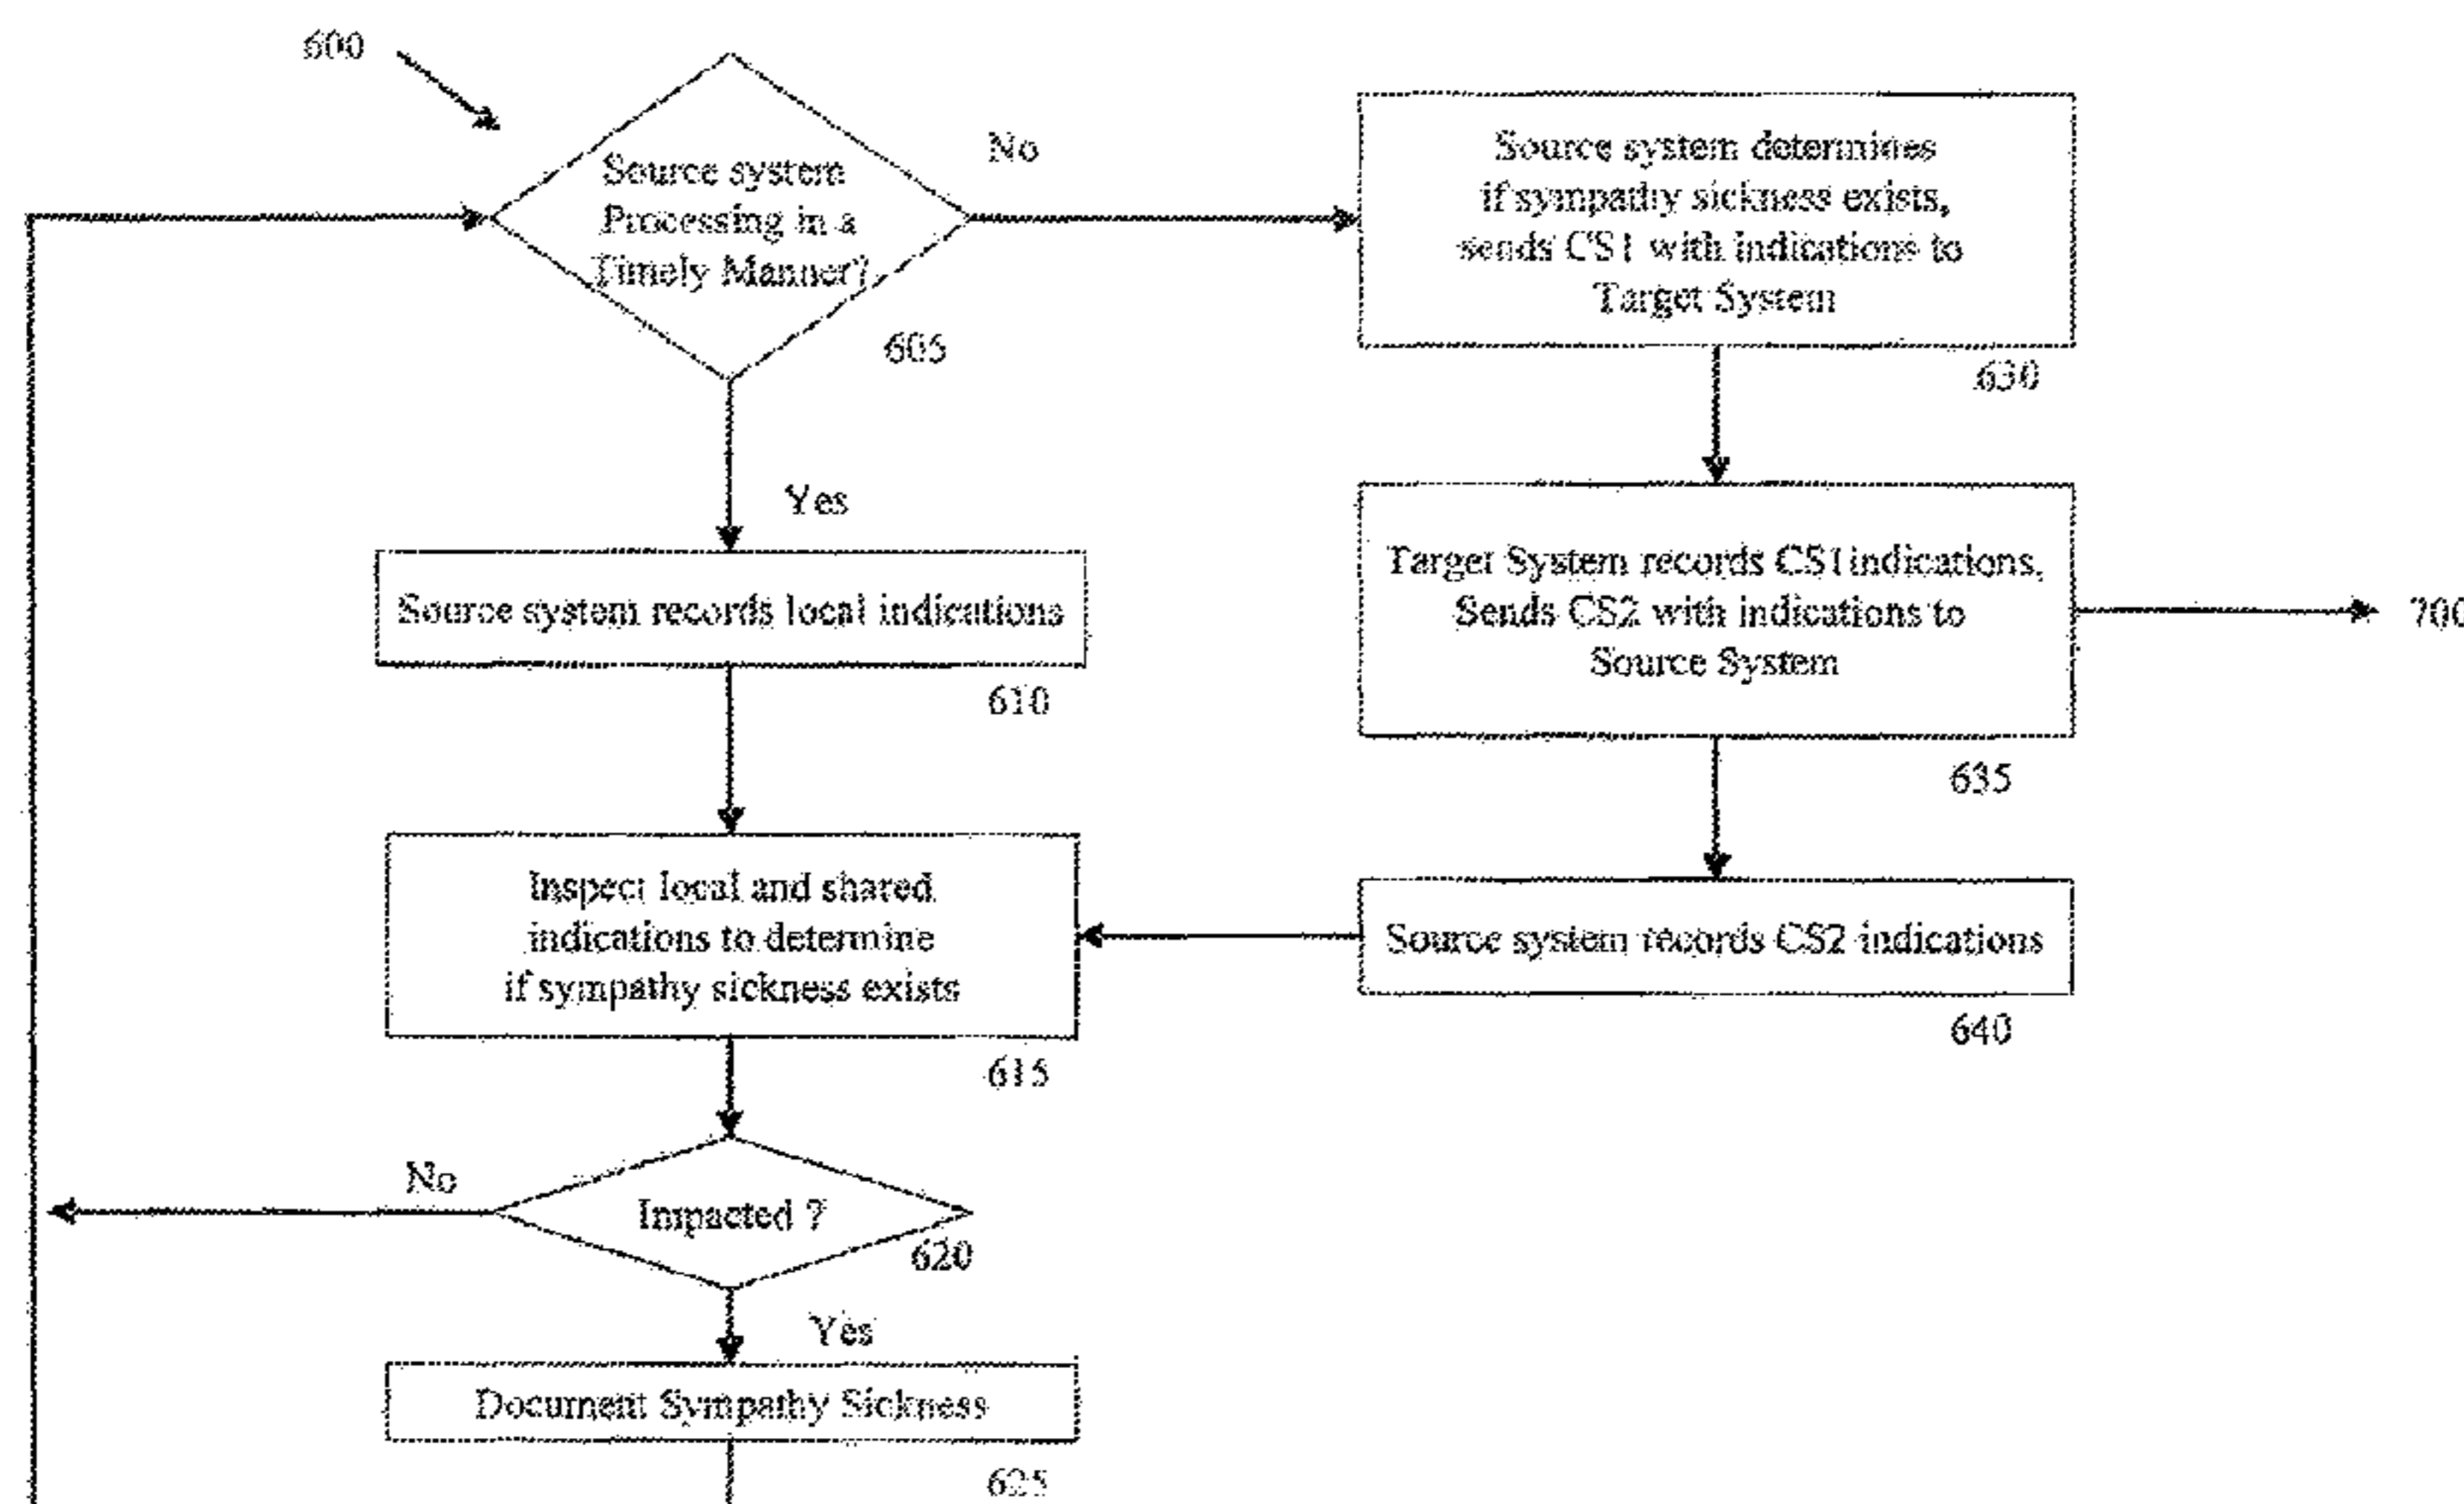 600
Source system
Processing in a
Timely Manner?
605
No
Yes
Source system records local indications
610
Inspect local and shared
indications to determine
if sympathy sickness exists
615
Impacted ?
620
No
Yes
Document Sympathy Sickness
625
Source system determines
if sympathy sickness exists,
sends CS1 with indications to
Target System
630
Target System records CS1indications,
Sends CS2 with indications to
Source System
635
700
Source system records CS2 indications
640